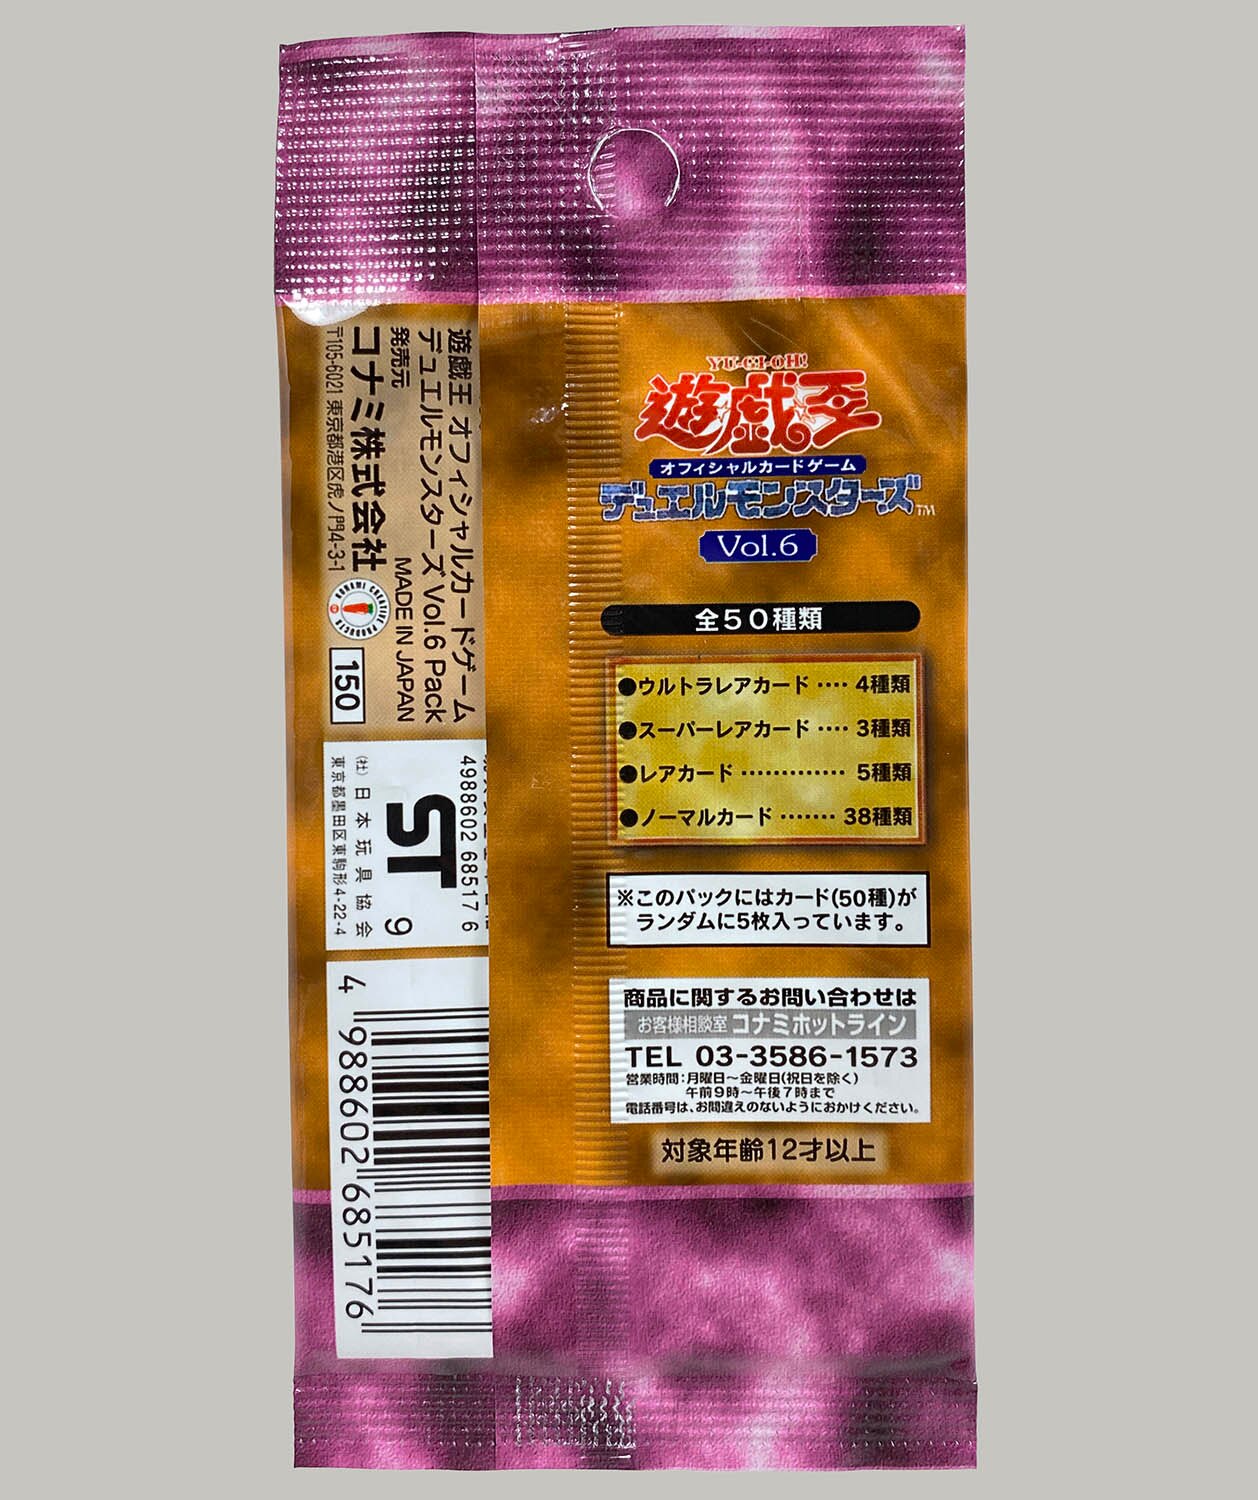 YU-GI-OH!
遊戯王
オフィシャルカードゲーム
デュエルモンスターズ™
Vol.6
全50種類
●ウルトラレアカード ‥‥ 4種類
●スーパーレアカード ‥‥ 3種類
●レアカード ‥‥‥‥‥‥ 5種類
●ノーマルカード ‥‥‥ 38種類
※このパックにはカード(50種)が
ランダムに5枚入っています。
商品に関するお問い合わせは
お客様相談室 コナミホットライン
TEL 03-3586-1573
営業時間:月曜日〜金曜日(祝日を除く)
午前9時〜午後7時まで
電話番号は、お間違えのないようにおかけください。
対象年齢12才以上
遊戯王 オフィシャルカードゲーム
デュエルモンスターズ Vol.6 Pack
発売元 MADE IN JAPAN
コナミ株式会社
〒105-6021 東京都港区虎ノ門4-3-1
KONAMI CREATIVE PRODUCTS
150
4988602 68517 6
ST 9
(社) 日本玩具協会
東京都墨田区東駒形4-22-4
4 988602 685176